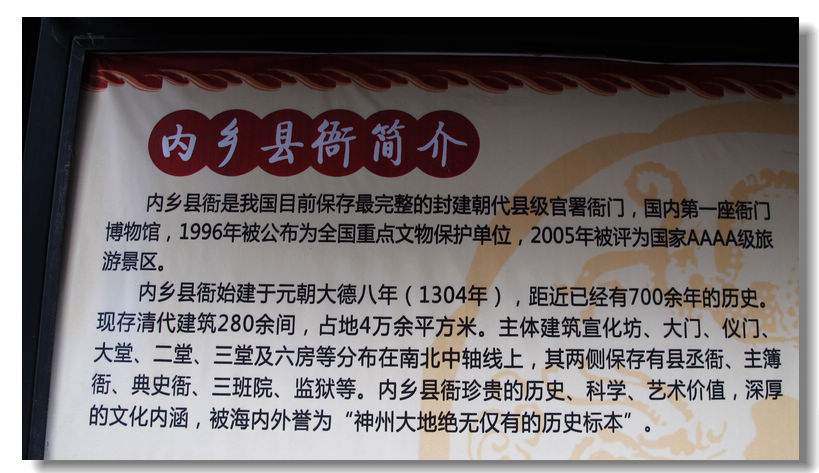 内乡县衙简介
内乡县衙是我国目前保存最完整的封建朝代县级官署衙门，国内第一座衙门
博物馆，1996年被公布为全国重点文物保护单位，2005年被评为国家AAAA级旅
游景区。
内乡县衙始建于元朝大德八年（1304年），距近已经有700余年的历史。
现存清代建筑280余间，占地4万余平方米。主体建筑宣化坊、大门、仪门、
大堂、二堂、三堂及六房等分布在南北中轴线上，其两侧保存有县丞衙、主簿
衙、典史衙、三班院、监狱等。内乡县衙珍贵的历史、科学、艺术价值，深厚
的文化内涵，被海内外誉为“神州大地绝无仅有的历史标本”。